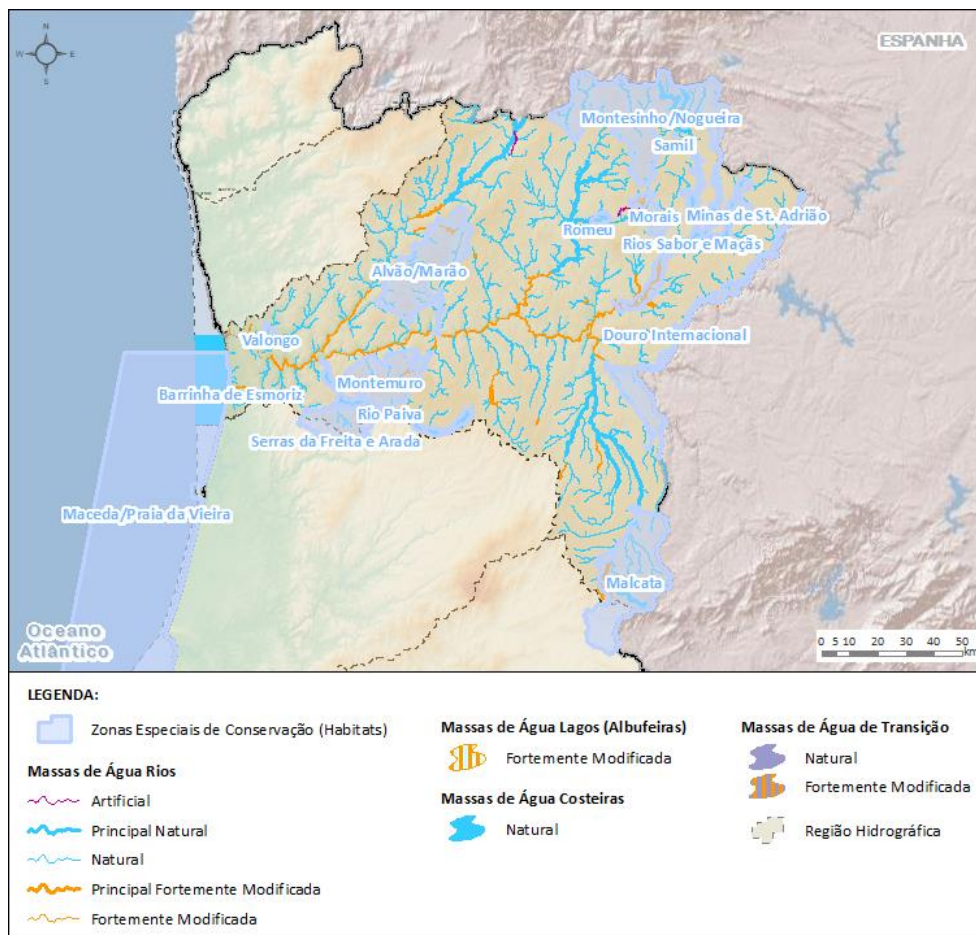 N
W E
S
ESPANHA
Montesinho/Nogueira
Samil
Morais
Minas de St. Adrião
Romeu
Rios Sabor e Maçãs
Alvão/Marão
Douro Internacional
Valongo
Montemuro
Barrinha de Esmoriz
Rio Paiva
Serras da Freita e Arada
Maceda/Praia da Vieira
Malcata
Oceano
Atlântico
0 5 10 20 30 40 50
km
LEGENDA:
Zonas Especiais de Conservação (Habitats)
Massas de Água Rios
Artificial
Principal Natural
Natural
Principal Fortemente Modificada
Fortemente Modificada
Massas de Água Lagos (Albufeiras)
Fortemente Modificada
Massas de Água Costeiras
Natural
Massas de Água de Transição
Natural
Fortemente Modificada
Região Hidrográfica